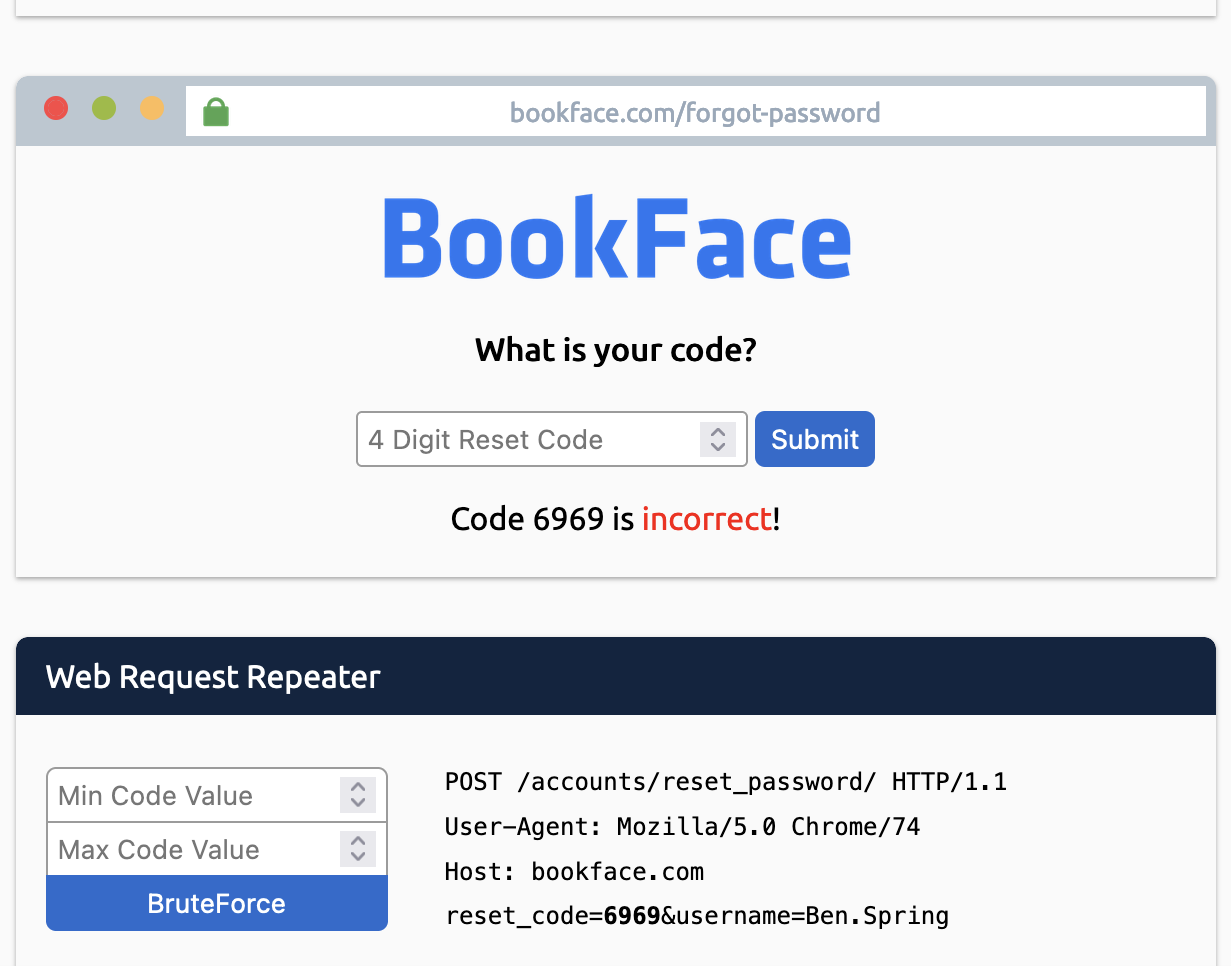 bookface.com/forgot-password
BookFace
What is your code?
4 Digit Reset Code
Submit
Code 6969 is incorrect!
Web Request Repeater
Min Code Value
Max Code Value
BruteForce
POST /accounts/reset_password/ HTTP/1.1
User-Agent: Mozilla/5.0 Chrome/74
Host: bookface.com
reset_code=6969&username=Ben.Spring